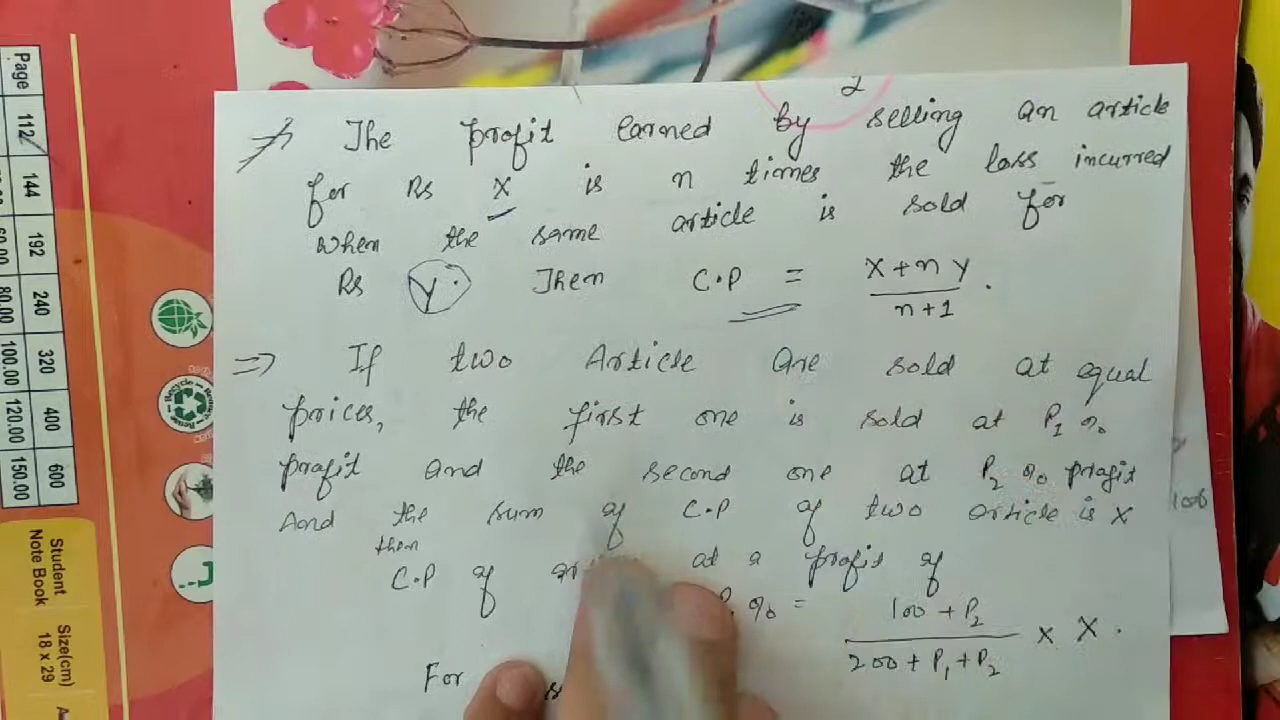 2
The profit earned by selling an article
for Rs X is n times the loss incurred
when the same article is sold for
Rs Y. Then C.P = X + n Y / n + 1 .
=> If two Article are sold at equal
prices, the first one is sold at P1 %
profit and the second one at P2 % profit
And the sum of C.P of two article is X
then
C.P of at a profit of
% = 100 + P2 / 200 + P1 + P2 x X .
For
Page
112
144
192
240
320
400
600
80.00
100.00
120.00
150.00
Student
Note Book
Size(cm)
18 x 29